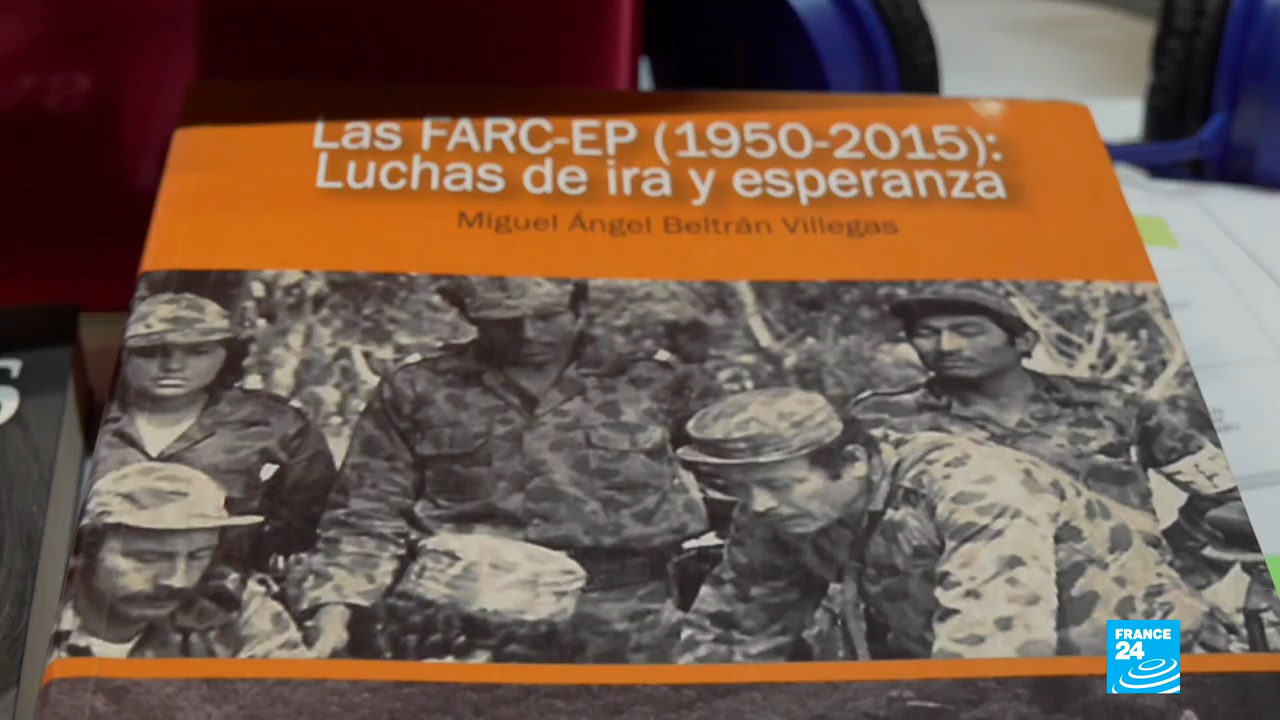 Las FARC-EP (1950-2015):
Luchas de ira y esperanza
Miguel Ángel Beltrán Villegas
FRANCE
24